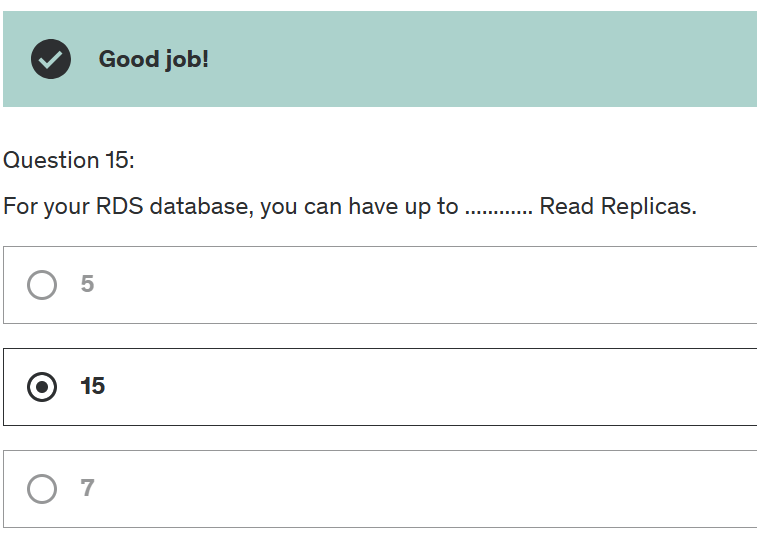 Good job!
Question 15:
For your RDS database, you can have up to ............ Read Replicas.
5
15
7